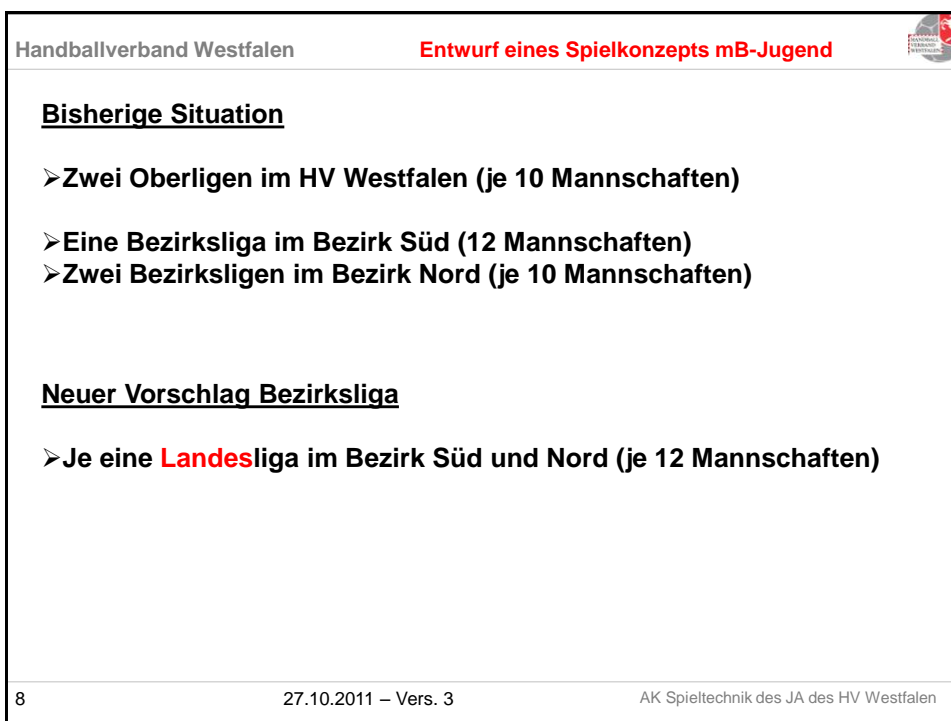 Handballverband Westfalen Entwurf eines Spielkonzepts mB-Jugend
HANDBALL
VERBAND
WESTFALEN
Bisherige Situation
➢Zwei Oberligen im HV Westfalen (je 10 Mannschaften)
➢Eine Bezirksliga im Bezirk Süd (12 Mannschaften)
➢Zwei Bezirksligen im Bezirk Nord (je 10 Mannschaften)
Neuer Vorschlag Bezirksliga
➢Je eine Landesliga im Bezirk Süd und Nord (je 12 Mannschaften)
8 27.10.2011 – Vers. 3 AK Spieltechnik des JA des HV Westfalen